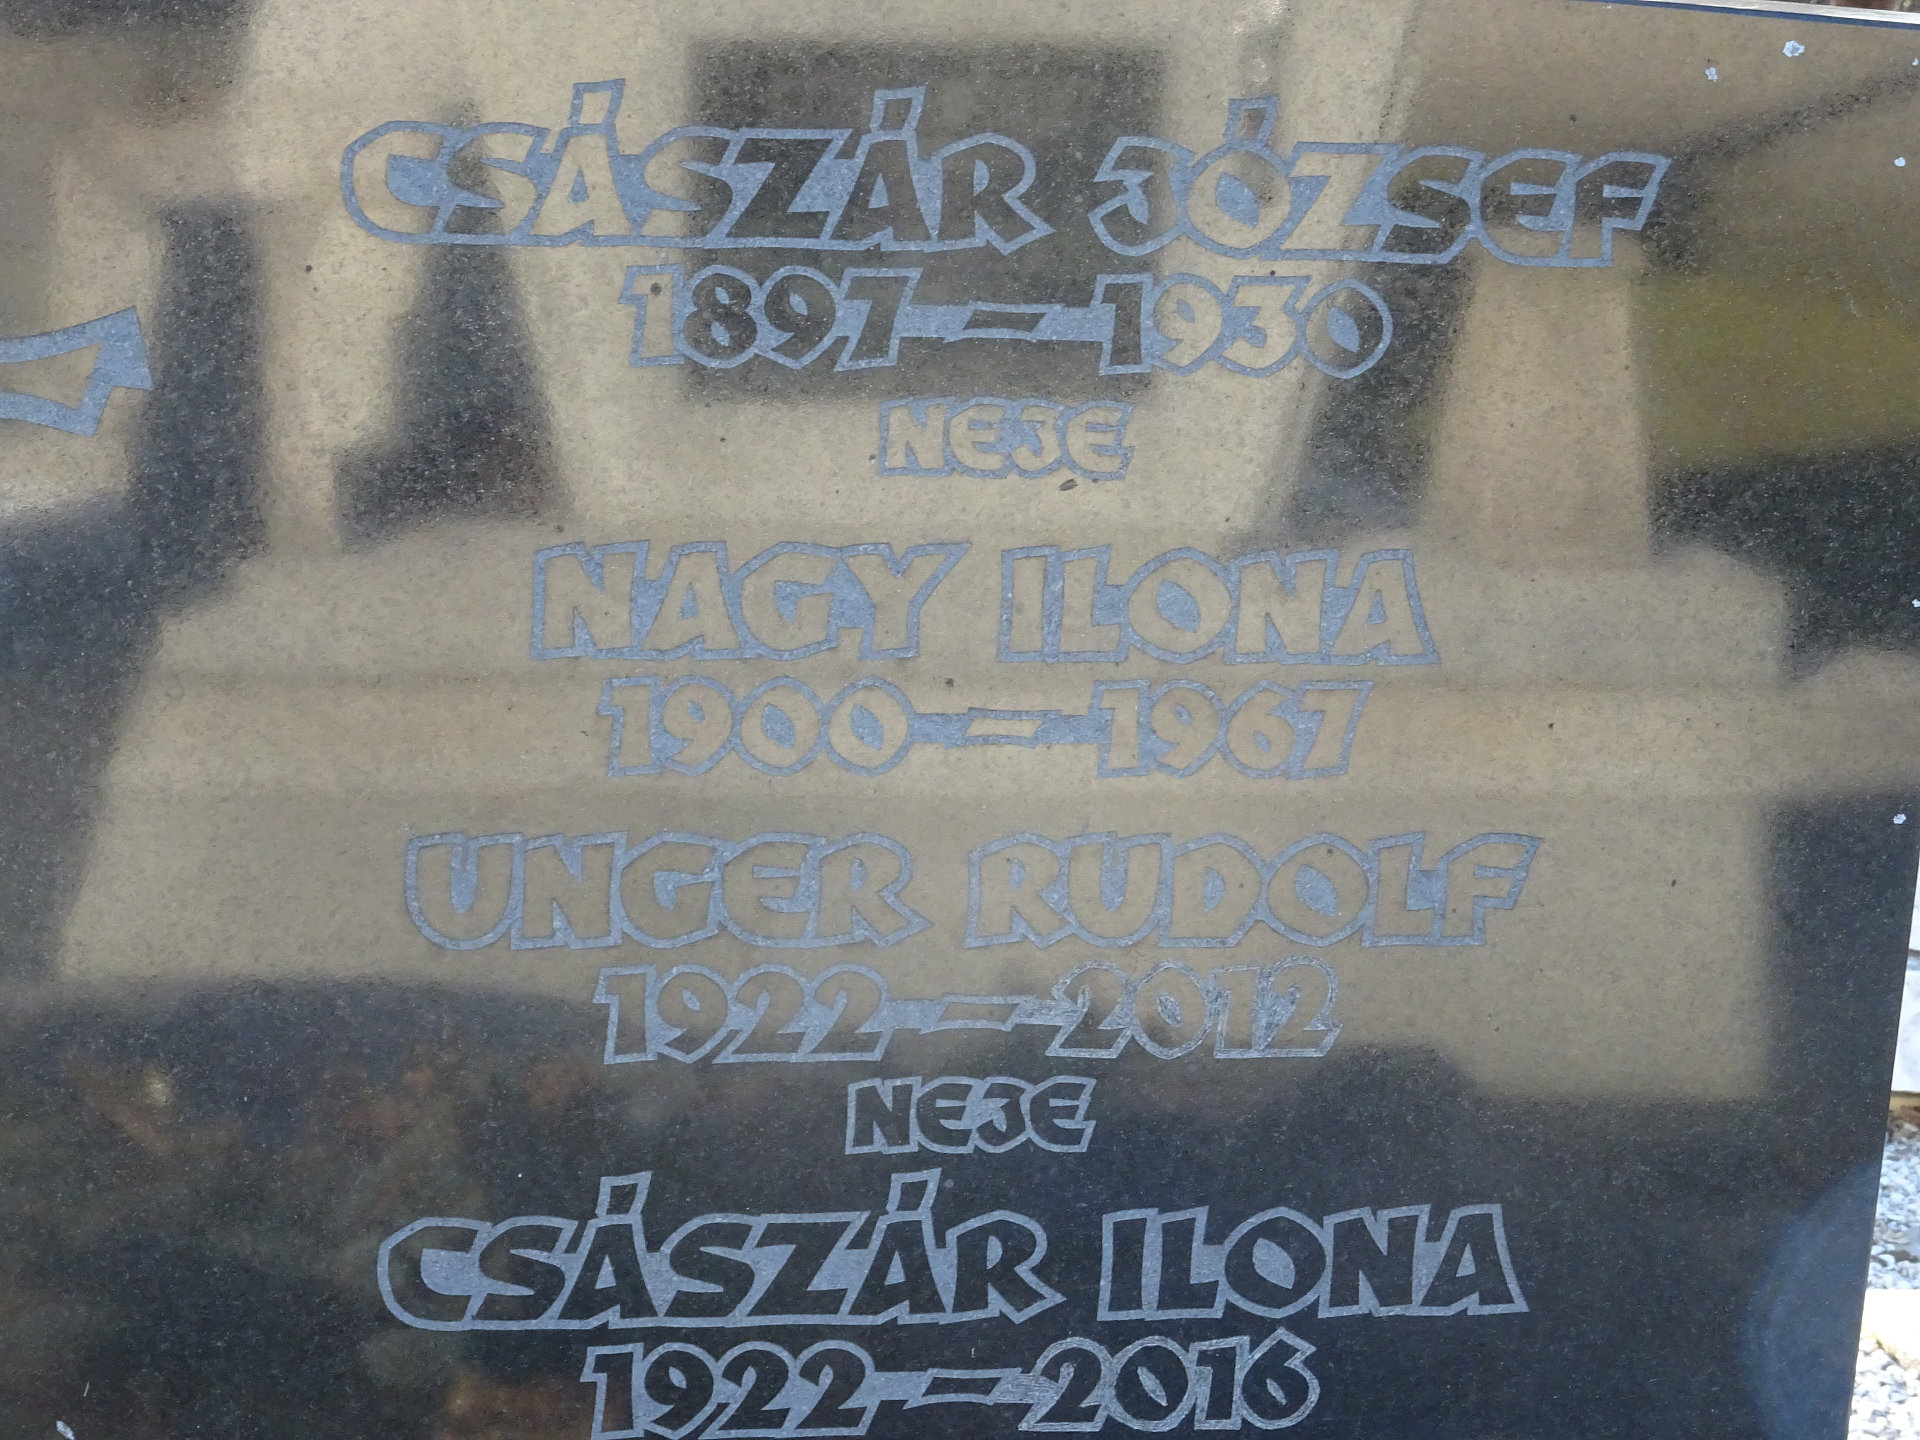 CSÁSZÁR JÓZSEF
1897-1930
NEJE
NAGY ILONA
1900-1967
UNGER RUDOLF
1922-2012
NEJE
CSÁSZÁR ILONA
1922-2016